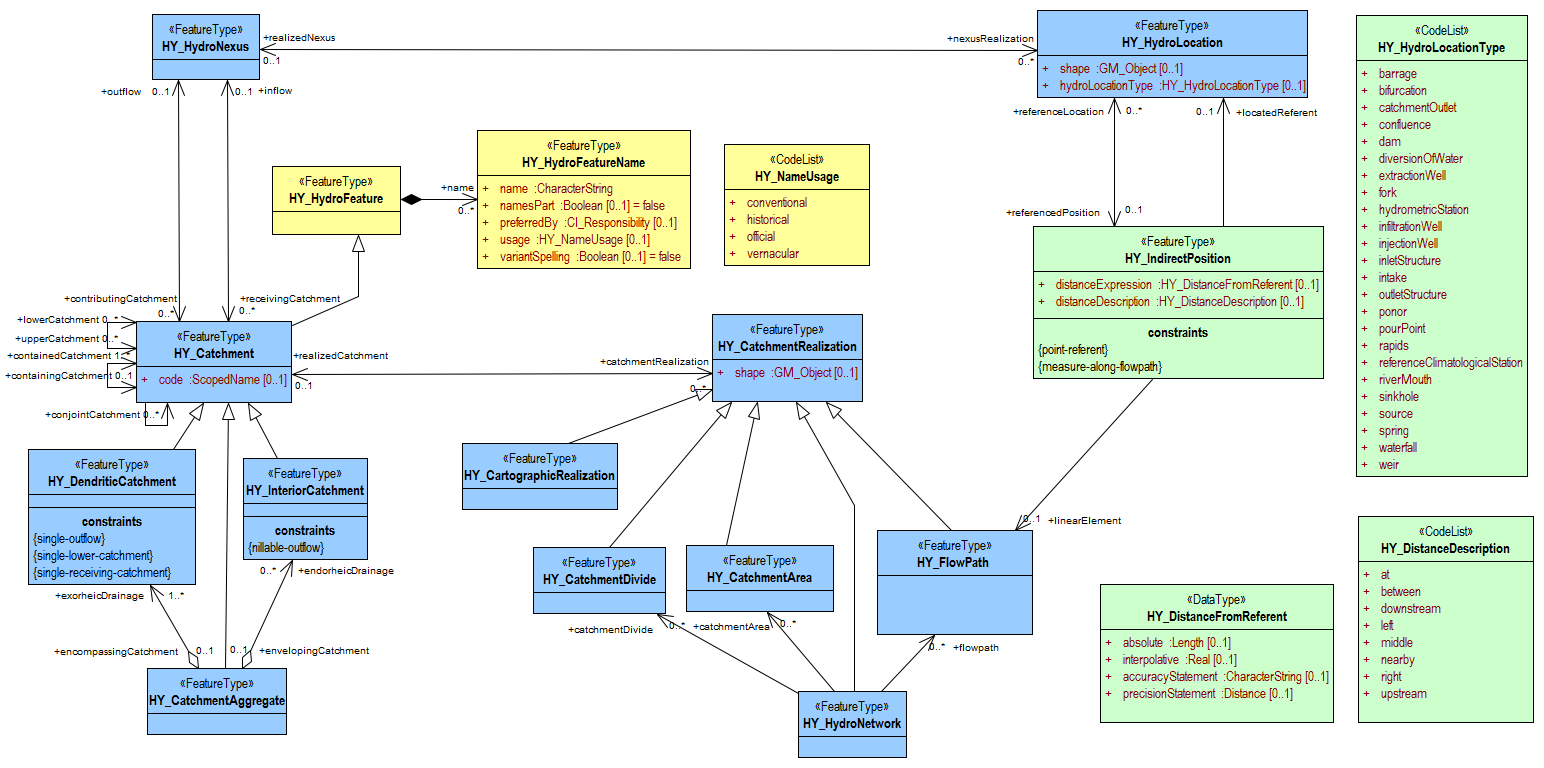 «FeatureType»
HY_HydroNexus
+realizedNexus
0..1
+nexusRealization
0..*
«FeatureType»
HY_HydroLocation
+ shape :GM_Object [0..1]
+ hydroLocationType :HY_HydroLocationType [0..1]
«CodeList»
HY_HydroLocationType
+ barrage
+ bifurcation
+ catchmentOutlet
+ confluence
+ dam
+ diversionOfWater
+ extractionWell
+ fork
+ hydrometricStation
+ infiltrationWell
+ injectionWell
+ inletStructure
+ intake
+ outletStructure
+ ponor
+ pourPoint
+ rapids
+ referenceClimatologicalStation
+ riverMouth
+ sinkhole
+ source
+ spring
+ waterfall
+ weir
+outflow 0..1
0..1 +inflow
+referenceLocation 0..*
0..1 +locatedReferent
«FeatureType»
HY_HydroFeature
+name
0..*
«FeatureType»
HY_HydroFeatureName
+ name :CharacterString
+ namesPart :Boolean [0..1] = false
+ preferredBy :CI_Responsibility [0..1]
+ usage :HY_NameUsage [0..1]
+ variantSpelling :Boolean [0..1] = false
«CodeList»
HY_NameUsage
+ conventional
+ historical
+ official
+ vernacular
+referencedPosition 0..1
«FeatureType»
HY_IndirectPosition
+ distanceExpression :HY_DistanceFromReferent [0..1]
+ distanceDescription :HY_DistanceDescription [0..1]
constraints
{point-referent}
{measure-along-flowpath}
+contributingCatchment
0..*
+receivingCatchment
0..*
+lowerCatchment 0..*
+upperCatchment 0..*
+containedCatchment 1..*
+containingCatchment 0..1
+conjointCatchment 0..*
«FeatureType»
HY_Catchment
+ code :ScopedName [0..1]
+realizedCatchment
0..1
+catchmentRealization
0..*
«FeatureType»
HY_CatchmentRealization
+ shape :GM_Object [0..1]
«FeatureType»
HY_DendriticCatchment
constraints
{single-outflow}
{single-lower-catchment}
{single-receiving-catchment}
«FeatureType»
HY_InteriorCatchment
constraints
{nillable-outflow}
«FeatureType»
HY_CartographicRealization
+exorheicDrainage 1..*
0..* +endorheicDrainage
+encompassingCatchment 0..1
0..1 +envelopingCatchment
«FeatureType»
HY_CatchmentAggregate
«FeatureType»
HY_CatchmentDivide
«FeatureType»
HY_CatchmentArea
«FeatureType»
HY_FlowPath
0..1 +linearElement
+catchmentDivide 0..*
+catchmentArea 0..*
0..* +flowpath
«FeatureType»
HY_HydroNetwork
«DataType»
HY_DistanceFromReferent
+ absolute :Length [0..1]
+ interpolative :Real [0..1]
+ accuracyStatement :CharacterString [0..1]
+ precisionStatement :Distance [0..1]
«CodeList»
HY_DistanceDescription
+ at
+ between
+ downstream
+ left
+ middle
+ nearby
+ right
+ upstream